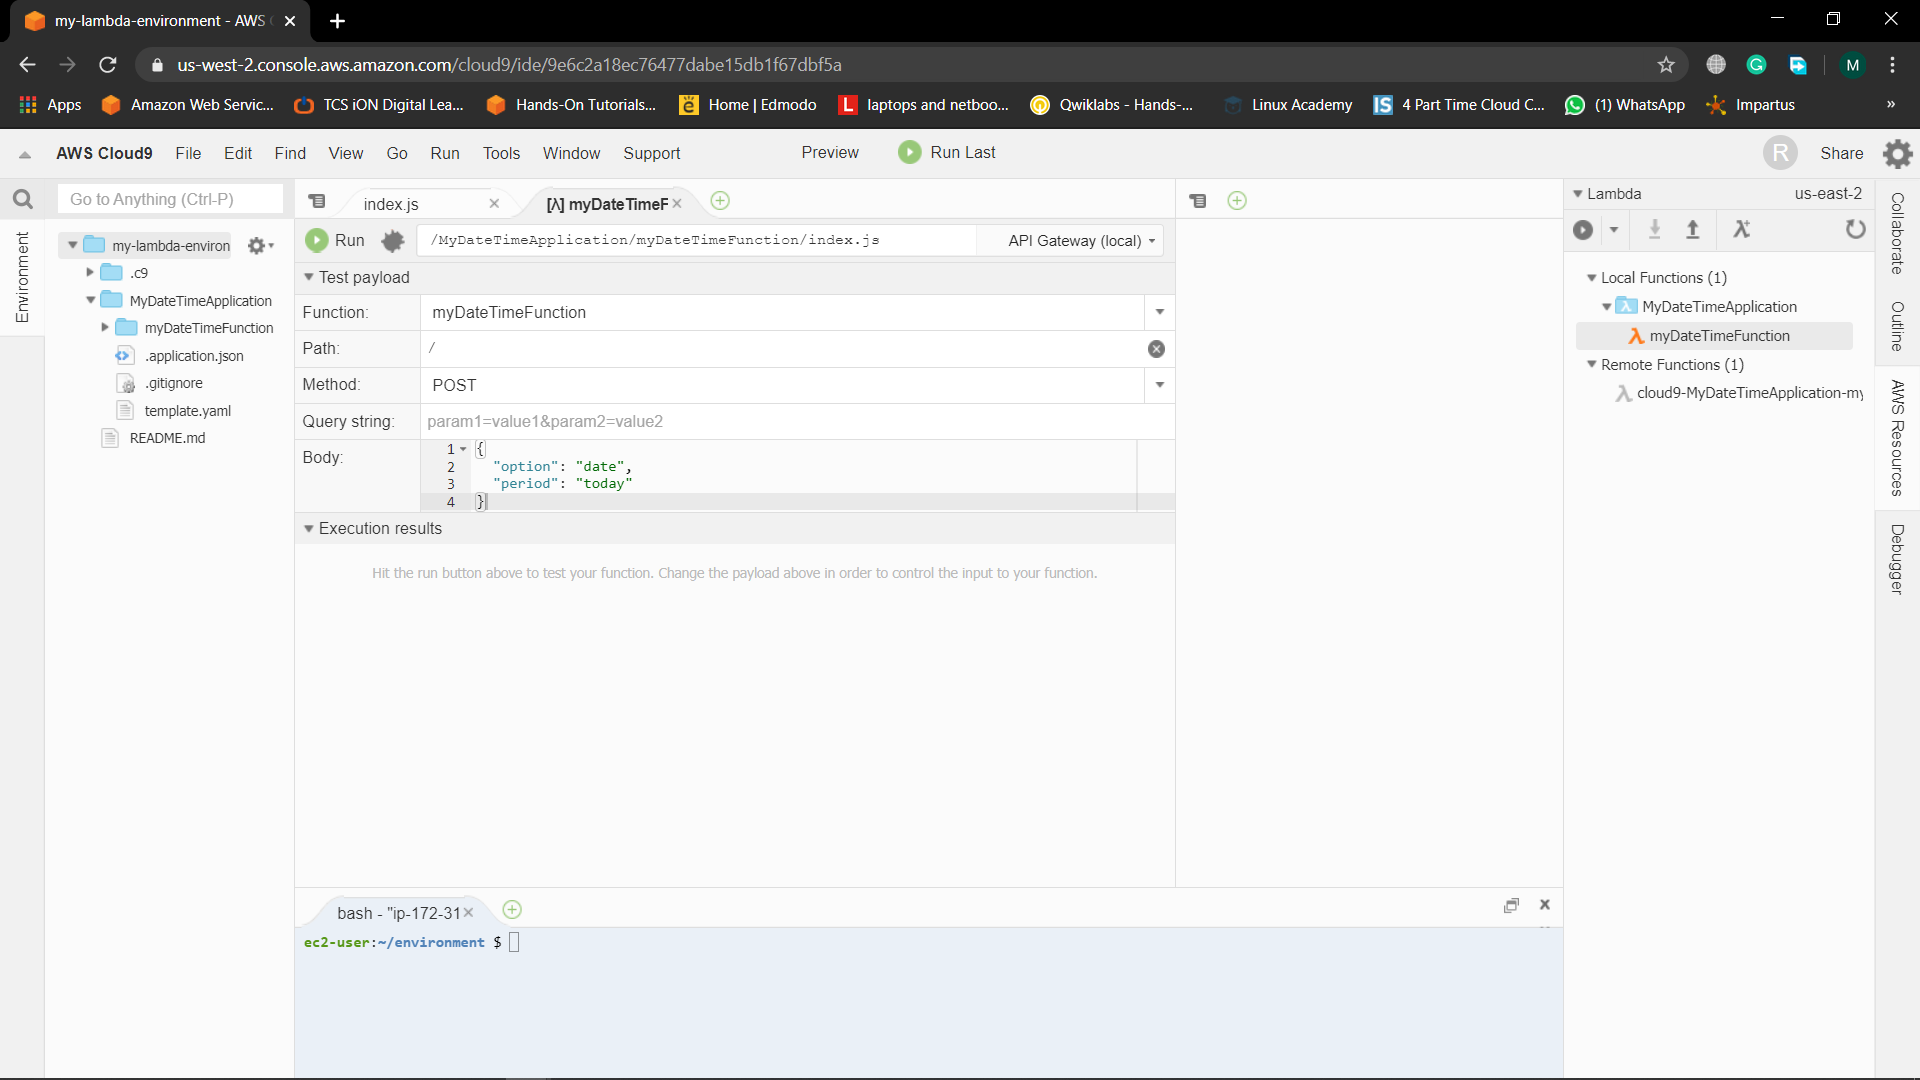 my-lambda-environment - AWS C
us-west-2.console.aws.amazon.com/cloud9/ide/9e6c2a18ec76477dabe15db1f67dbf5a
M
Apps Amazon Web Servic... TCS iON Digital Lea... Hands-On Tutorials... Home | Edmodo L laptops and netboo... Qwiklabs - Hands-... Linux Academy IS 4 Part Time Cloud C... (1) WhatsApp Impartus »
AWS Cloud9 File Edit Find View Go Run Tools Window Support Preview Run Last R Share
Go to Anything (Ctrl-P)
index.js
[λ] myDateTimeF
Lambda us-east-2
Environment
my-lambda-environ
.c9
MyDateTimeApplication
myDateTimeFunction
.application.json
.gitignore
template.yaml
README.md
Run /MyDateTimeApplication/myDateTimeFunction/index.js API Gateway (local)
Test payload
Function: myDateTimeFunction
Path: /
Method: POST
Query string: param1=value1&param2=value2
Body:
1 {
2 "option": "date",
3 "period": "today"
4 }
Execution results
Hit the run button above to test your function. Change the payload above in order to control the input to your function.
Local Functions (1)
MyDateTimeApplication
myDateTimeFunction
Remote Functions (1)
cloud9-MyDateTimeApplication-my
Collaborate
Outline
AWS Resources
Debugger
bash - "ip-172-31
ec2-user:~/environment $